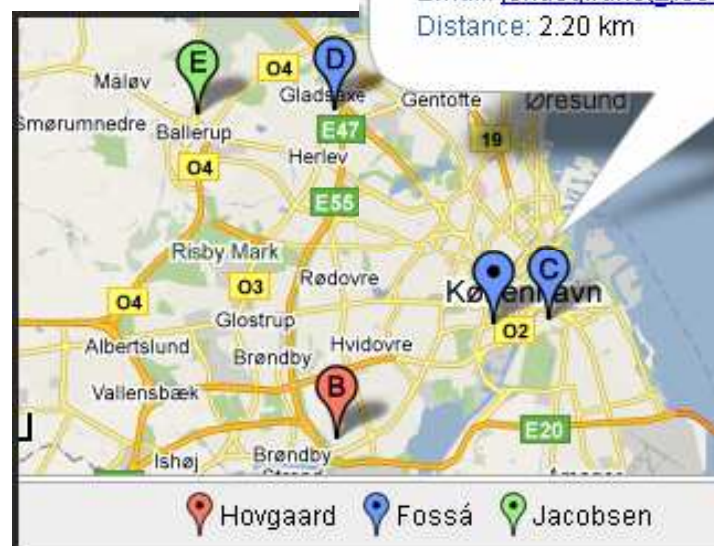 Distance: 2.20 km
E D O4
Måløv Gladsaxe Gentofte Øresund
Smørumnedre Ballerup E47 19
O4 Herlev
E55
Risby Mark
O3 Rødovre C
O4 København
Glostrup O2
Albertslund Brøndby Hvidovre
Vallensbæk B
E20
Ishøj Brøndby
Hovgaard Fossá Jacobsen